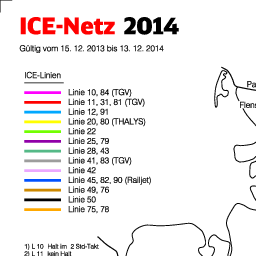 ICE-Netz 2014
Gültig vom 15. 12. 2013 bis 13. 12. 2014
ICE-Linien
Linie 10, 84 (TGV)
Linie 11, 31, 81 (TGV)
Linie 12, 91
Linie 20, 80 (THALYS)
Linie 22
Linie 25, 79
Linie 28, 43
Linie 41, 83 (TGV)
Linie 42
Linie 45, 82, 90 (Railjet)
Linie 49, 76
Linie 50
Linie 75, 78
Pa
Flens
1) L 10 Halt im 2 Std-Takt
2) L 11 kein Halt